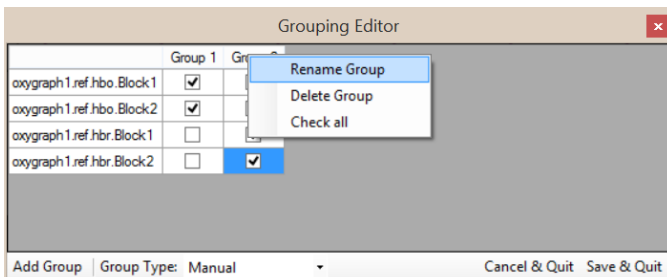 Grouping Editor
x
Group 1
Rename Group
Delete Group
Check all
oxygraph1.ref.hbo.Block1
oxygraph1.ref.hbo.Block2
oxygraph1.ref.hbr.Block1
oxygraph1.ref.hbr.Block2
Add Group Group Type: Manual Cancel & Quit Save & Quit